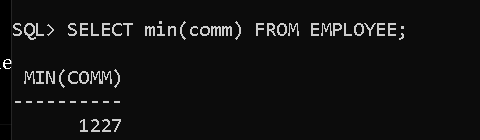 SQL> SELECT min(comm) FROM EMPLOYEE;
e
MIN(COMM)
----------
1227